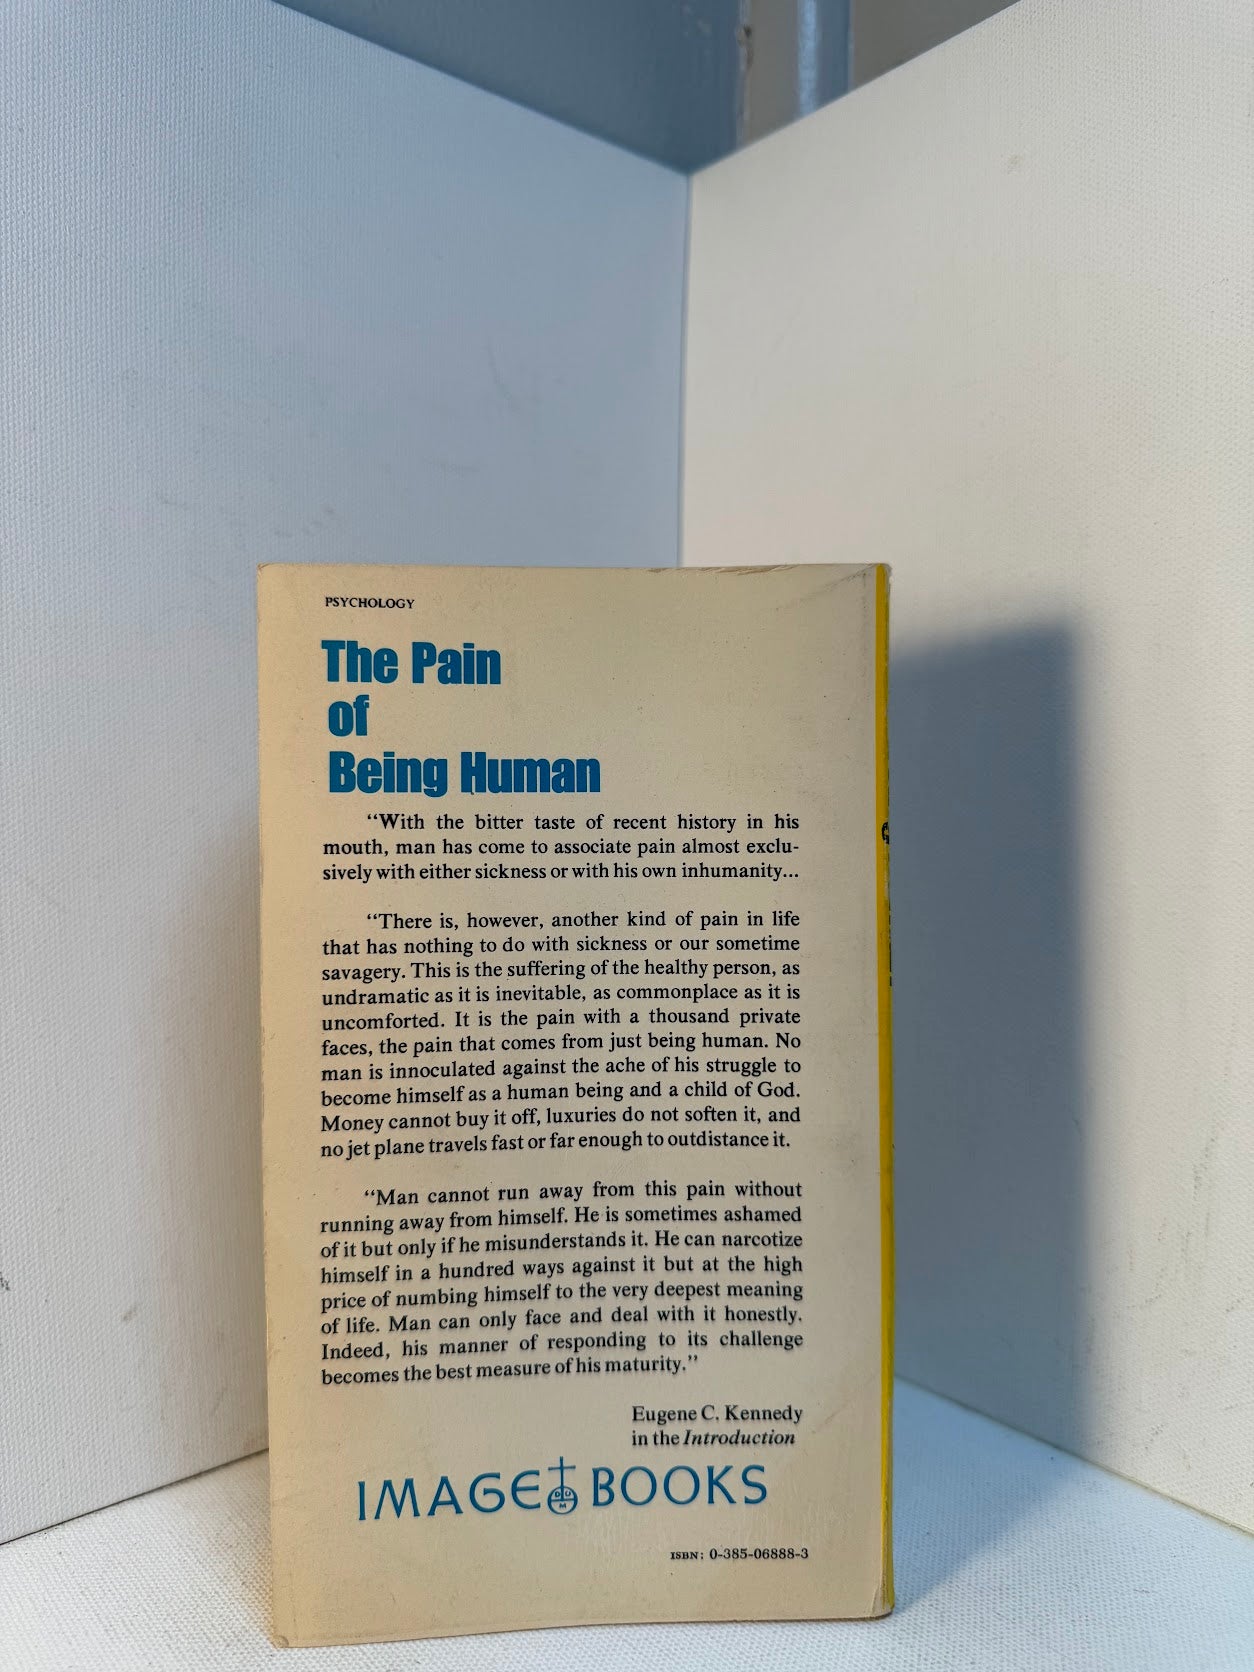 PSYCHOLOGY
The Pain
of
Being Human
“With the bitter taste of recent history in his
mouth, man has come to associate pain almost exclu-
sively with either sickness or with his own inhumanity...
“There is, however, another kind of pain in life
that has nothing to do with sickness or our sometime
savagery. This is the suffering of the healthy person, as
undramatic as it is inevitable, as commonplace as it is
uncomforted. It is the pain with a thousand private
faces, the pain that comes from just being human. No
man is innoculated against the ache of his struggle to
become himself as a human being and a child of God.
Money cannot buy it off, luxuries do not soften it, and
no jet plane travels fast or far enough to outdistance it.
“Man cannot run away from this pain without
running away from himself. He is sometimes ashamed
of it but only if he misunderstands it. He can narcotize
himself in a hundred ways against it but at the high
price of numbing himself to the very deepest meaning
of life. Man can only face and deal with it honestly.
Indeed, his manner of responding to its challenge
becomes the best measure of his maturity.”
Eugene C. Kennedy
in the Introduction
IMAGE BOOKS
ISBN: 0-385-06888-3